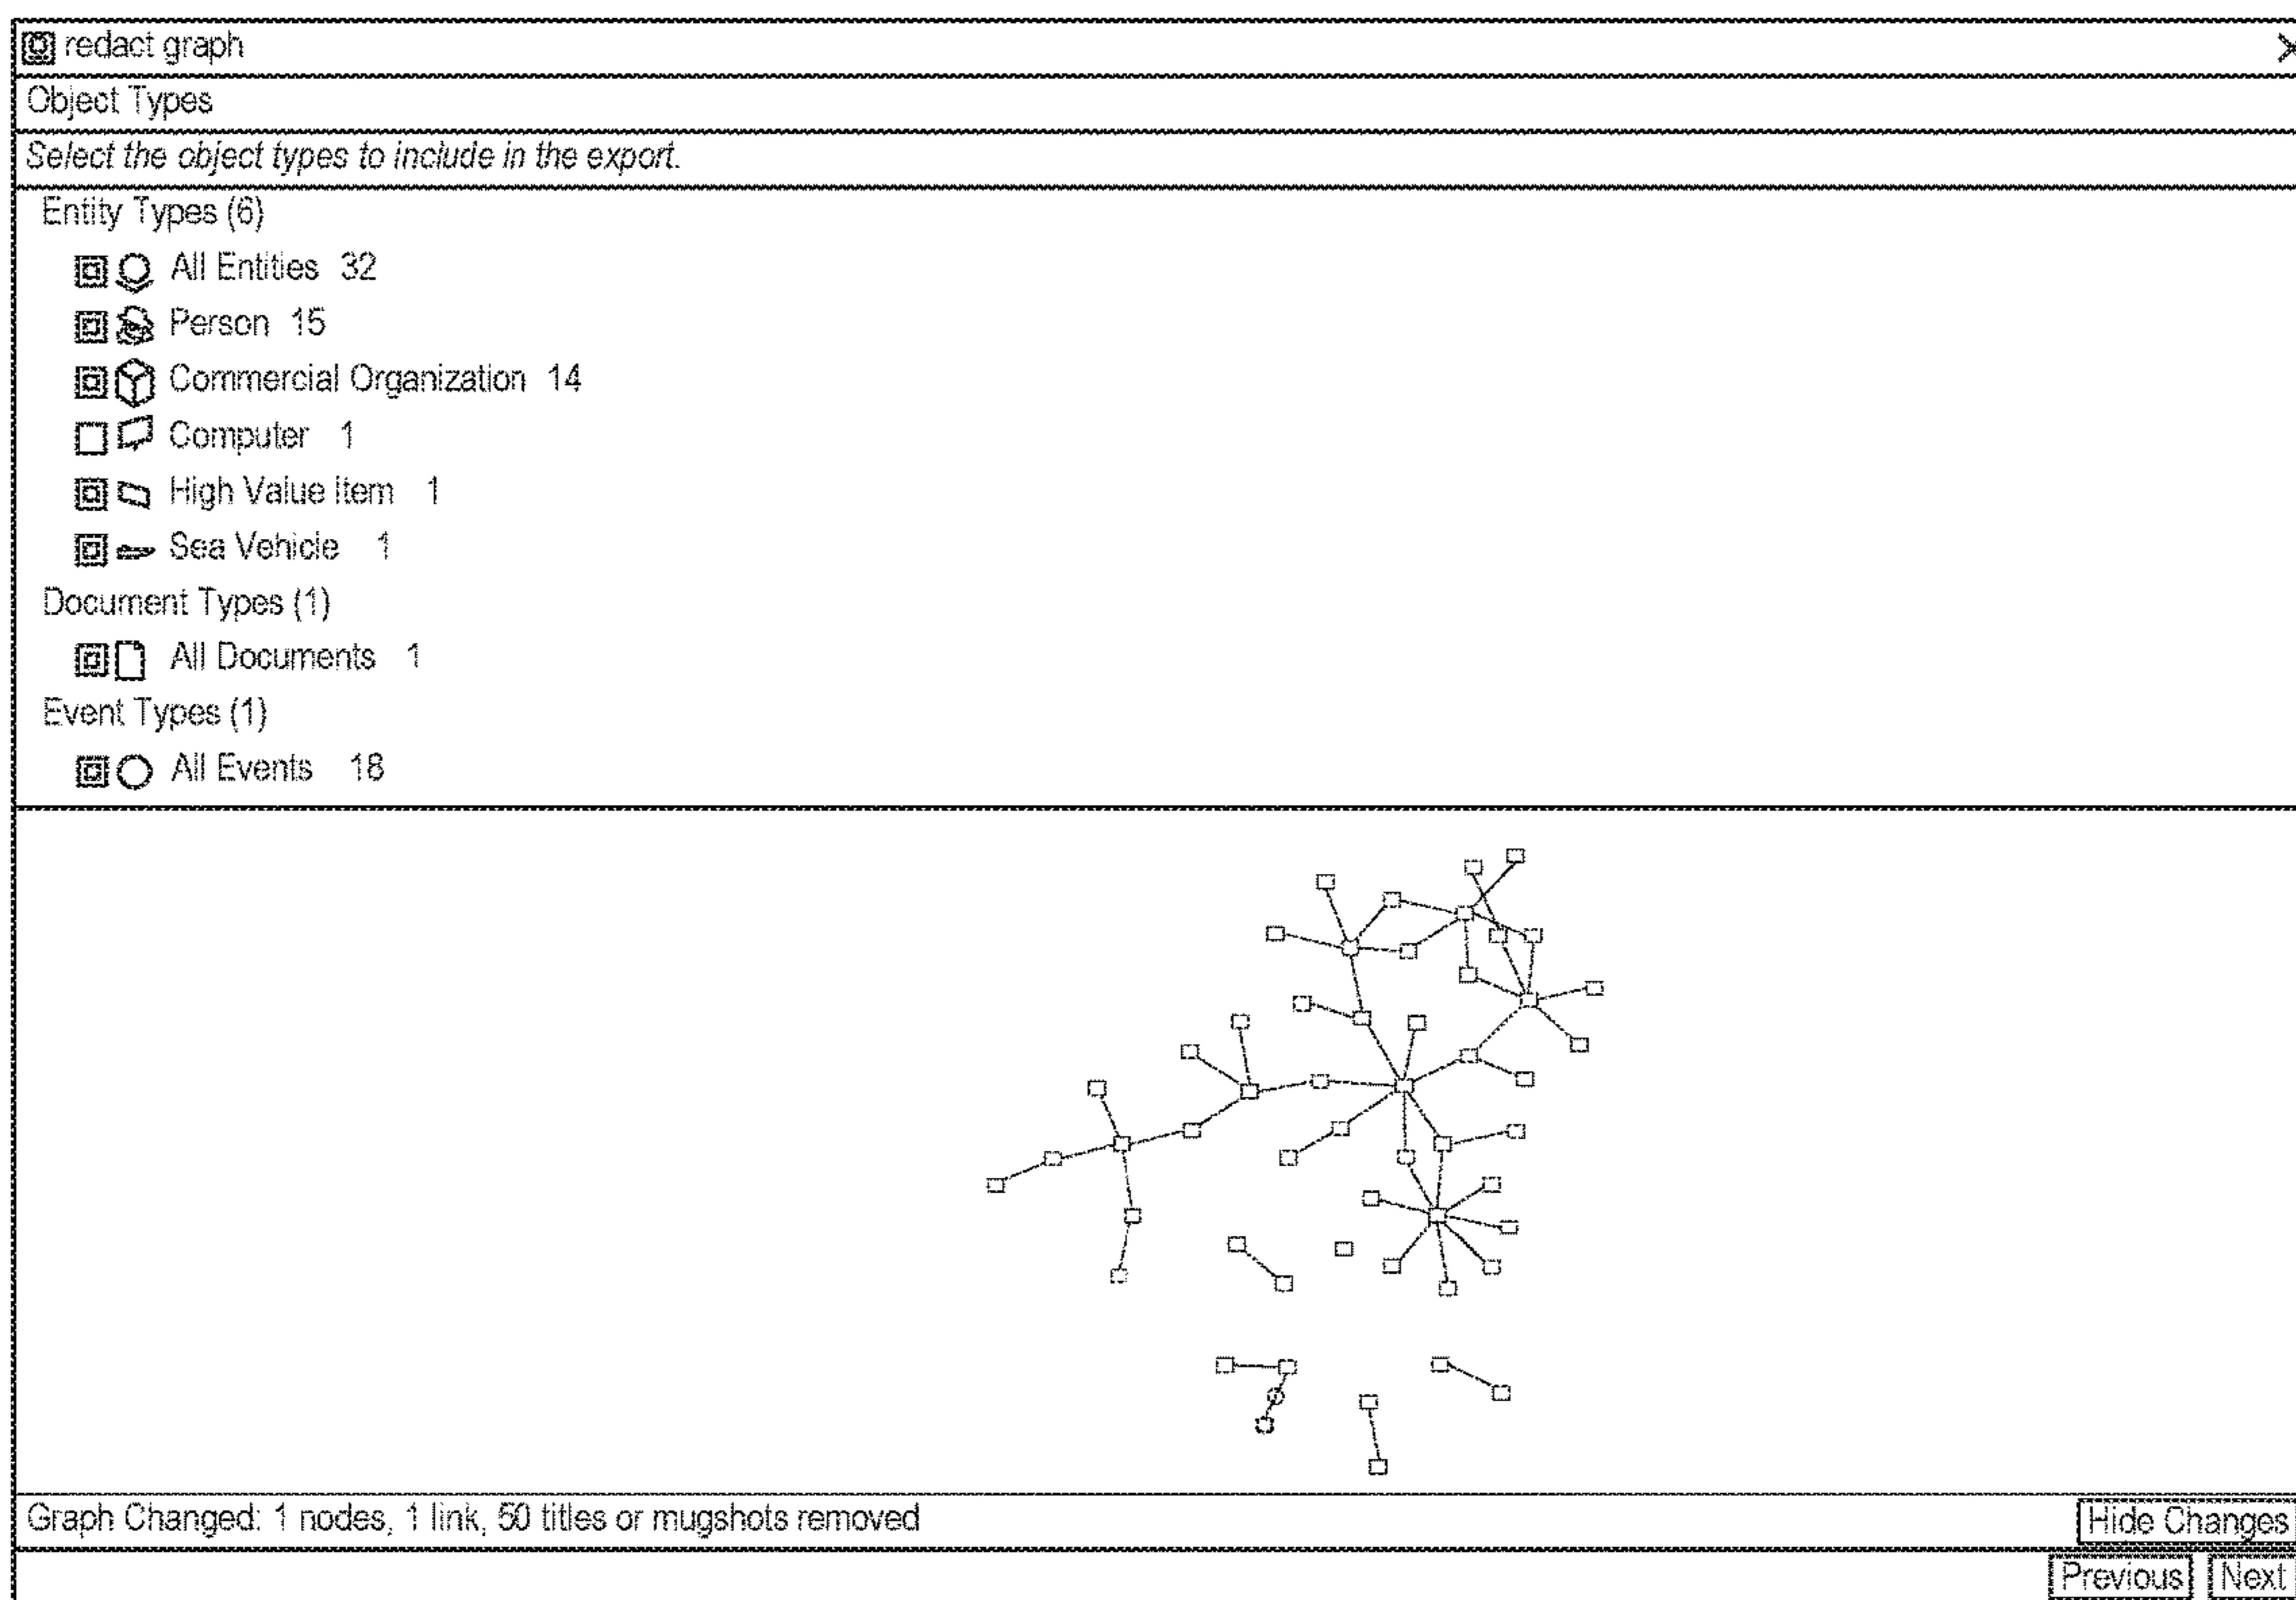 redact graph
Object Types
Select the object types to include in the export.
Entity Types (6)
All Entities 32
Person 15
Commercial Organization 14
Computer 1
High Value Item 1
Sea Vehicle 1
Document Types (1)
All Documents 1
Event Types (1)
All Events 18
Graph Changed: 1 nodes, 1 link, 50 titles or mugshots removed
Hide Changes
Previous Next